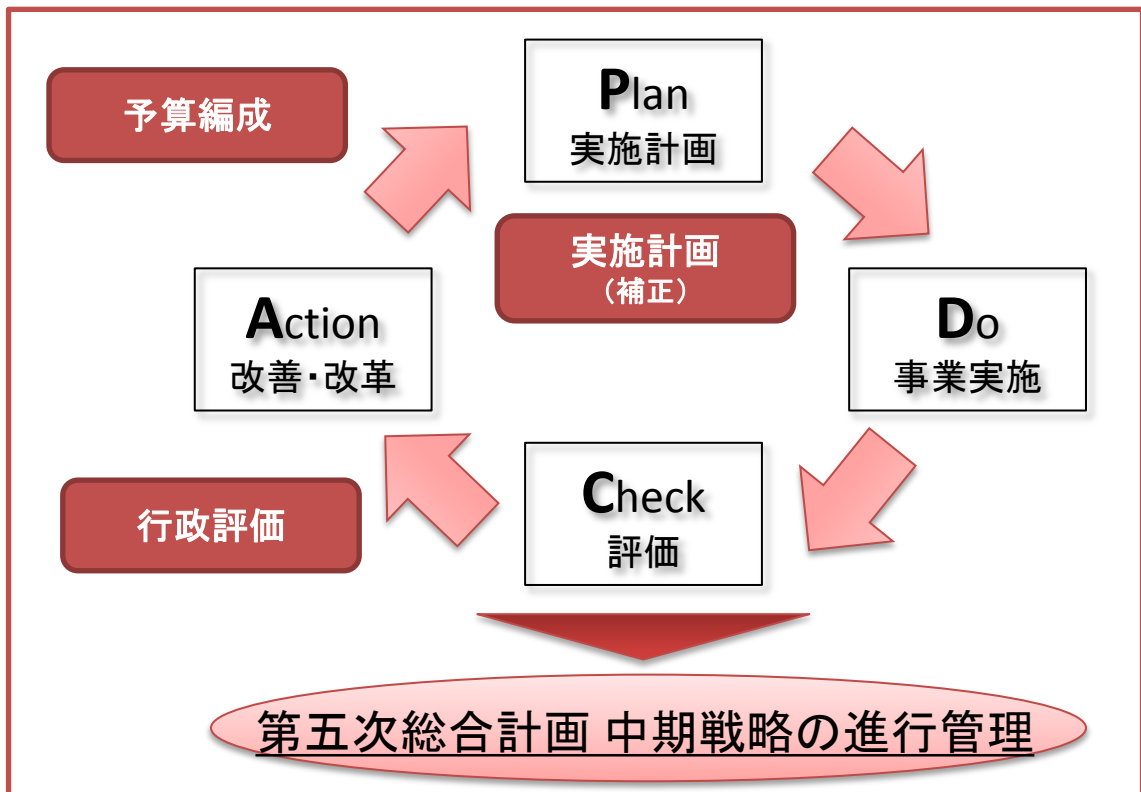 予算編成
Plan
実施計画
実施計画
（補正）
Action
改善・改革
Do
事業実施
行政評価
Check
評価
第五次総合計画 中期戦略の進行管理